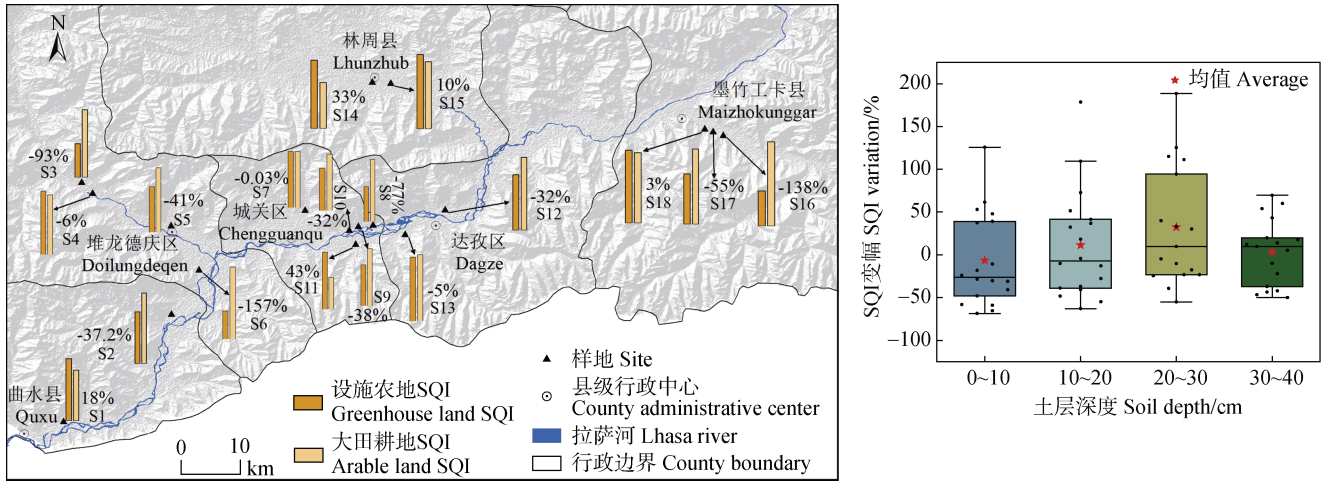 N
林周县
Lhunzhub
33%
S14
10%
S15
墨竹工卡县
Maizhokunggar
-93%
S3
-6%
S4
-41%
S5
堆龙德庆区
Doilungdeqen
-0.03%
S7
城关区
Chengguanqu
S10
-32%
S8
-77%
-32%
S12
达孜区
Dagze
3%
S18
-55%
S17
-138%
S16
-157%
S6
43%
S11
S9
-38%
-5%
S13
-37.2%
S2
曲水县
Quxu
18%
S1
0 10
km
设施农地SQI
Greenhouse land SQI
大田耕地SQI
Arable land SQI
样地 Site
县级行政中心
County administrative center
拉萨河 Lhasa river
行政边界 County boundary
均值 Average
SQI变幅 SQI variation/%
200
150
100
50
0
−50
−100
0~10 10~20 20~30 30~40
土层深度 Soil depth/cm